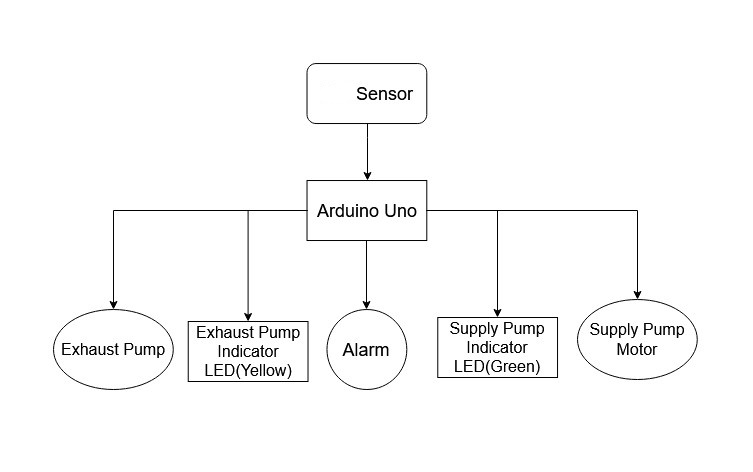 Sensor
Arduino Uno
Exhaust Pump
Exhaust Pump
Indicator
LED(Yellow)
Alarm
Supply Pump
Indicator
LED(Green)
Supply Pump
Motor